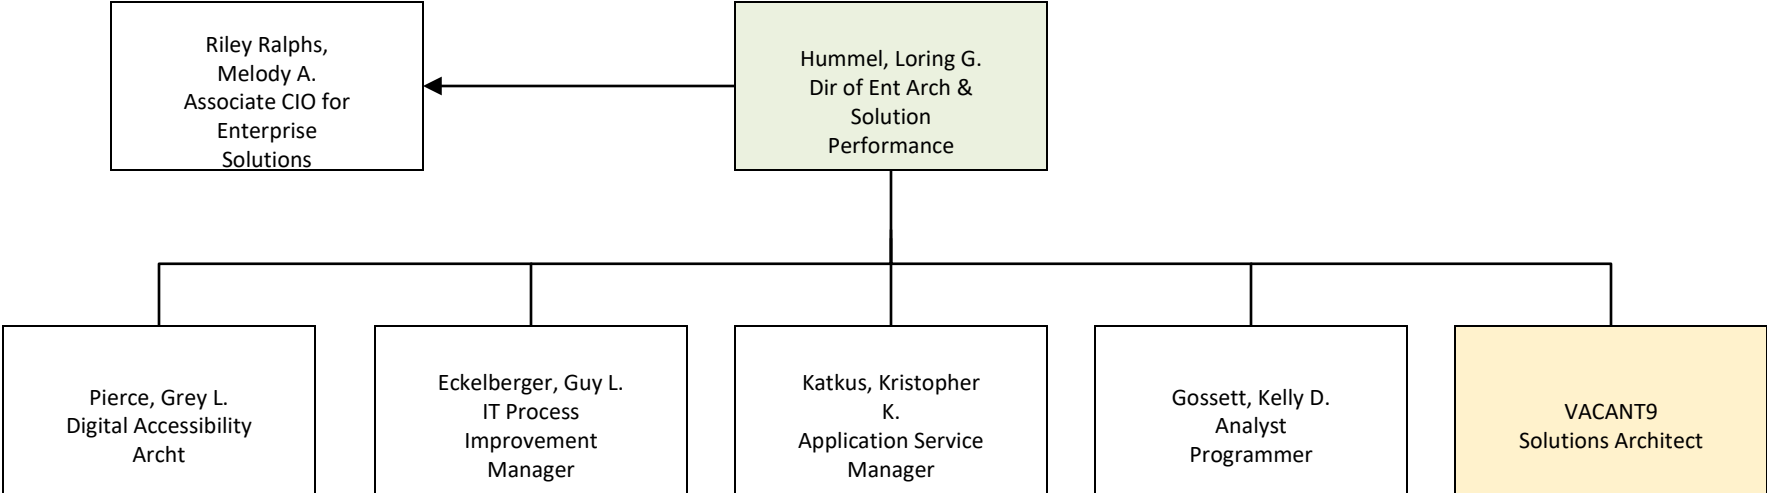 Riley Ralphs,
Melody A.
Associate CIO for
Enterprise
Solutions
Hummel, Loring G.
Dir of Ent Arch &
Solution
Performance
Pierce, Grey L.
Digital Accessibility
Archt
Eckelberger, Guy L.
IT Process
Improvement
Manager
Katkus, Kristopher
K.
Application Service
Manager
Gossett, Kelly D.
Analyst
Programmer
VACANT9
Solutions Architect